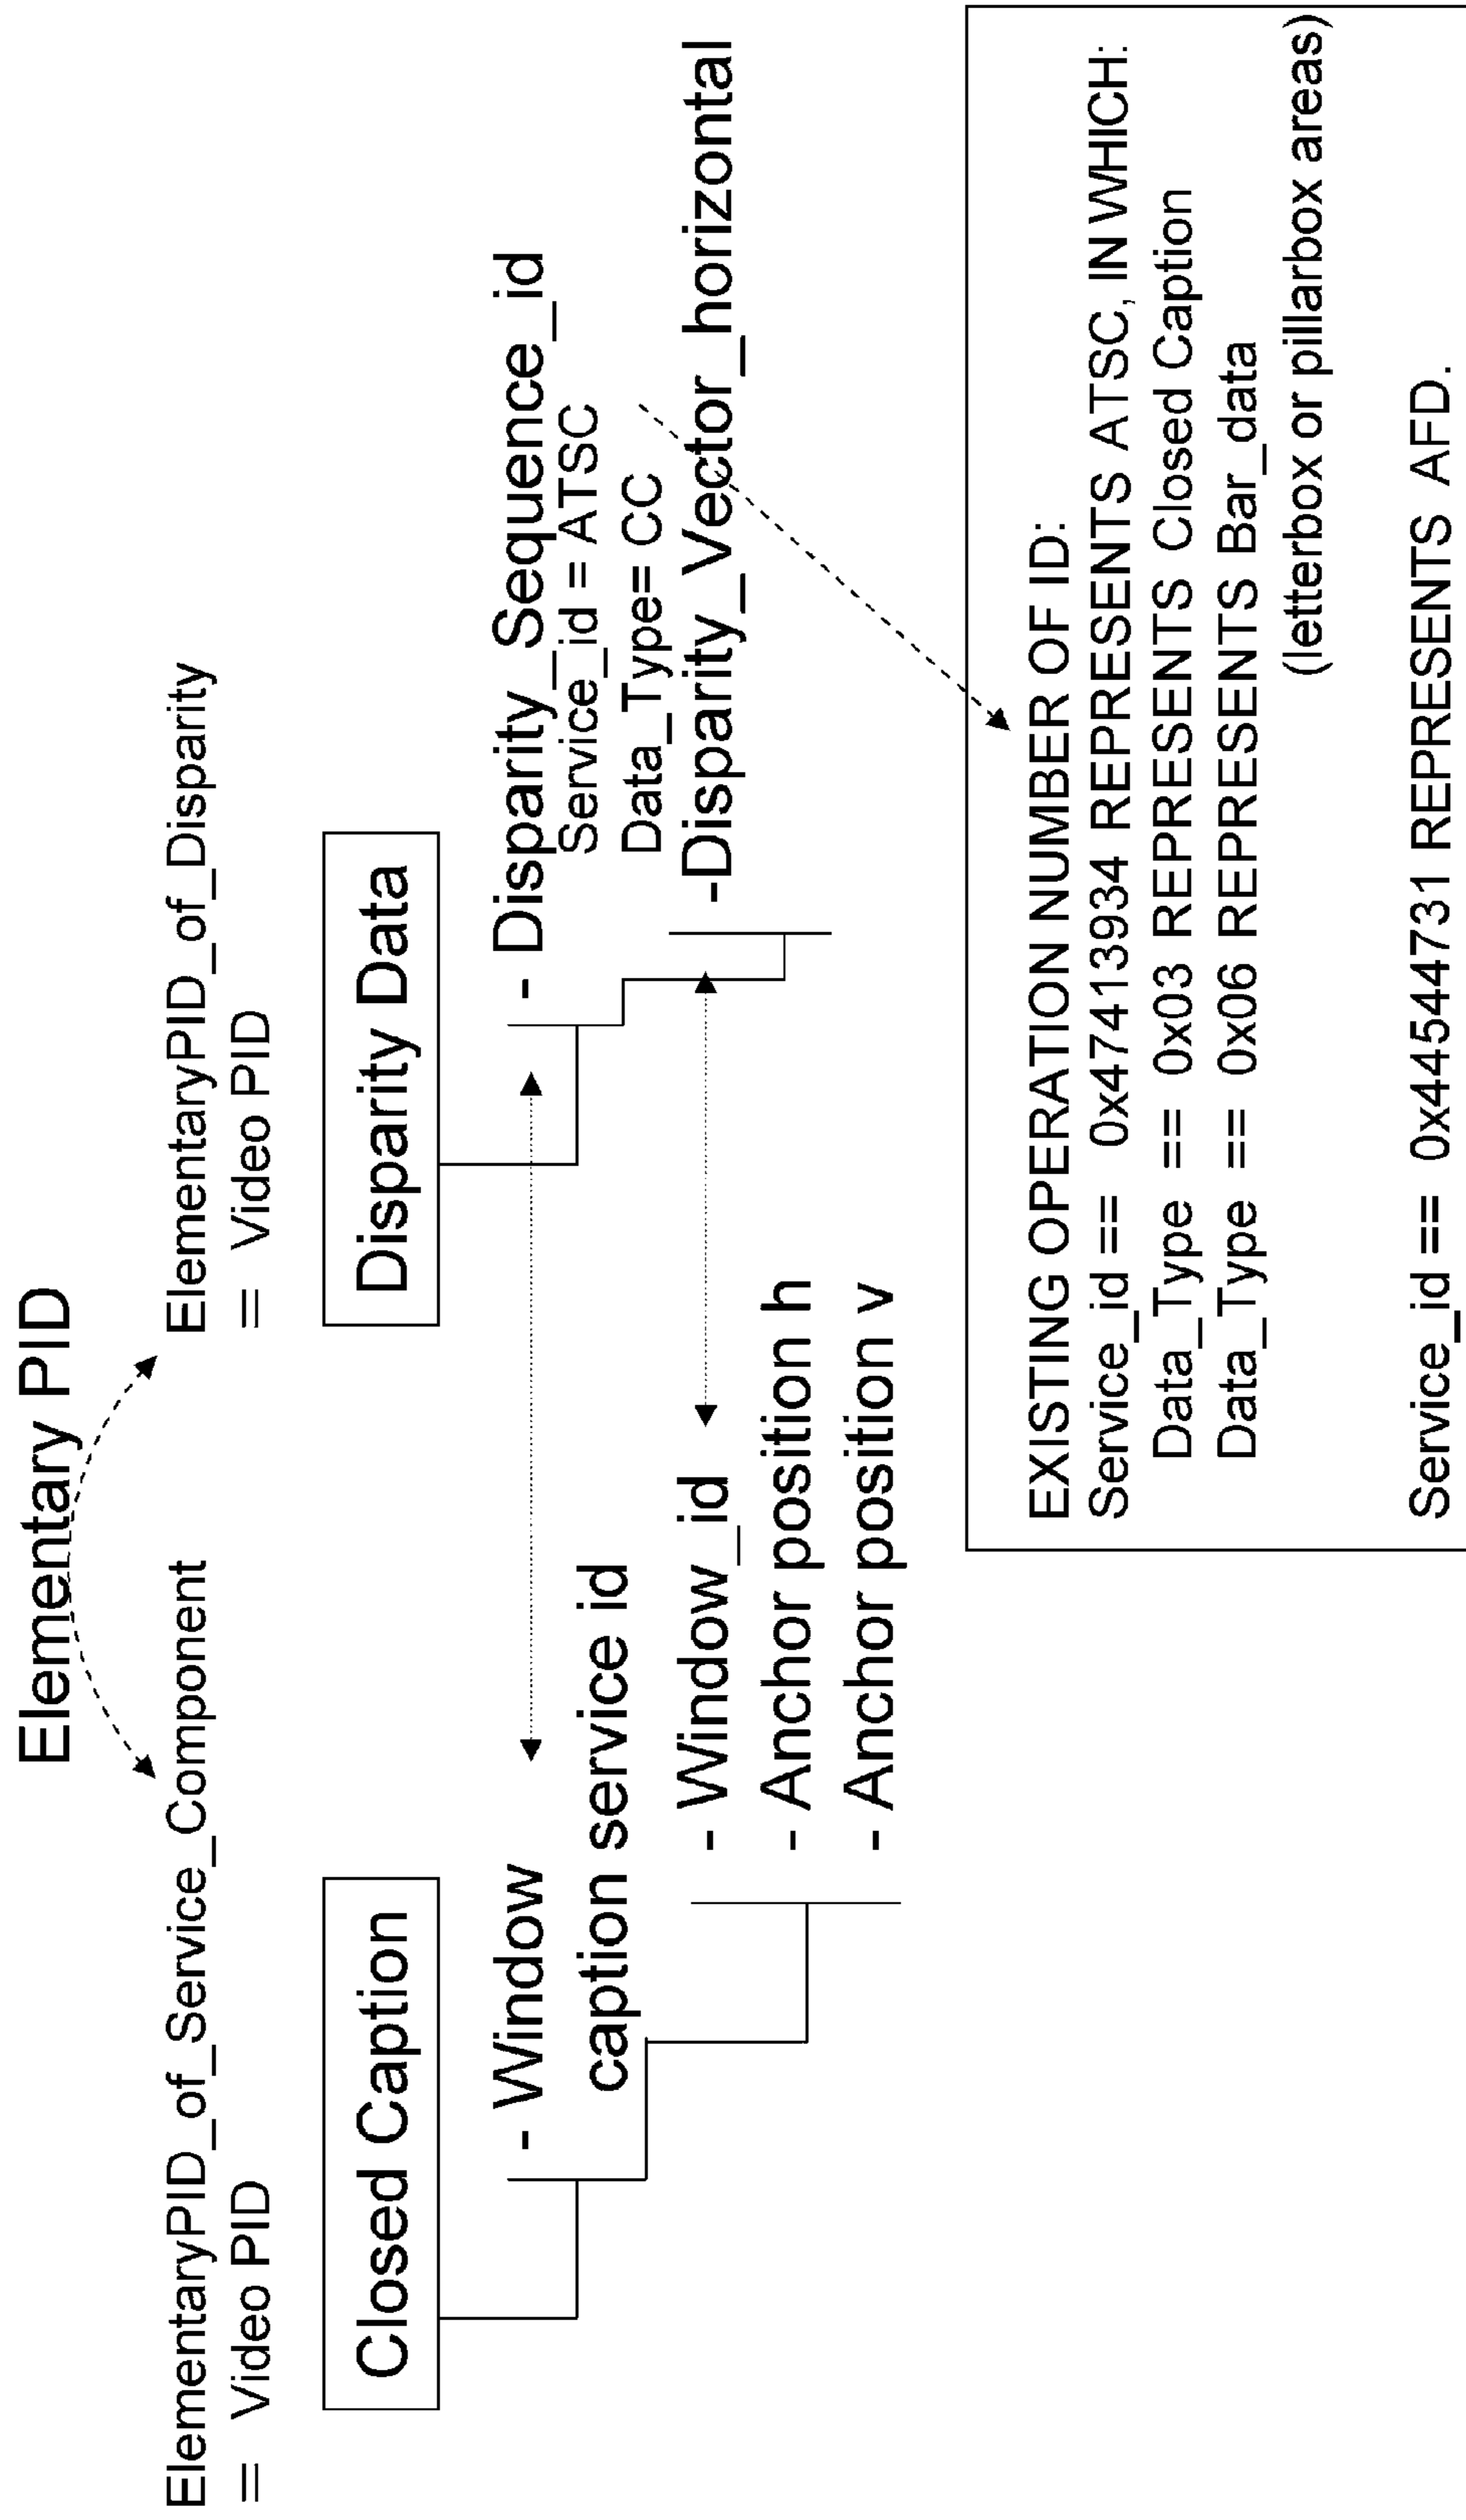 Elementary PID
ElementaryPID_of_Service_Component
= Video PID
ElementaryPID_of_Disparity
= Video PID
Closed Caption
- Window
caption service id
- Window_id
- Anchor position h
- Anchor position v
Disparity Data
- Disparity_Sequence_id
Service_id = ATSC
Data_Type= CC
-Disparity_Vector_horizontal
EXISTING OPERATION NUMBER OF ID:
Service_id == 0x47413934 REPRESENTS ATSC, IN WHICH:
Data_Type == 0x03 REPRESENTS Closed Caption
Data_Type == 0x06 REPRESENTS Bar_data
(letterbox or pillarbox areas)
Service_id == 0x44544731 REPRESENTS AFD.